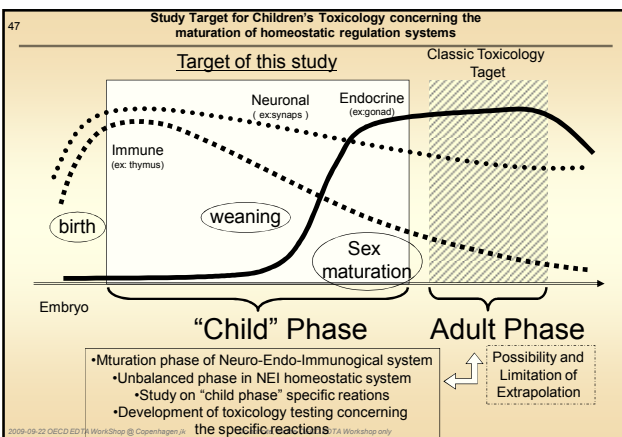 47
Study Target for Children's Toxicology concerning the
maturation of homeostatic regulation systems
Target of this study
Classic Toxicology
Taget
Neuronal
( ex:synaps )
Endocrine
(ex:gonad)
Immune
(ex: thymus)
birth
weaning
Sex
maturation
Embryo
“Child” Phase
Adult Phase
•Mturation phase of Neuro-Endo-Immunogical system
•Unbalanced phase in NEI homeostatic system
•Study on “child phase” specific reations
•Development of toxicology testing concerning
the specific reactions
Possibility and
Limitation of
Extrapolation
2009-09-22 OECD EDTA WorkShop @ Copenhagen jk
EDTA Workshop only